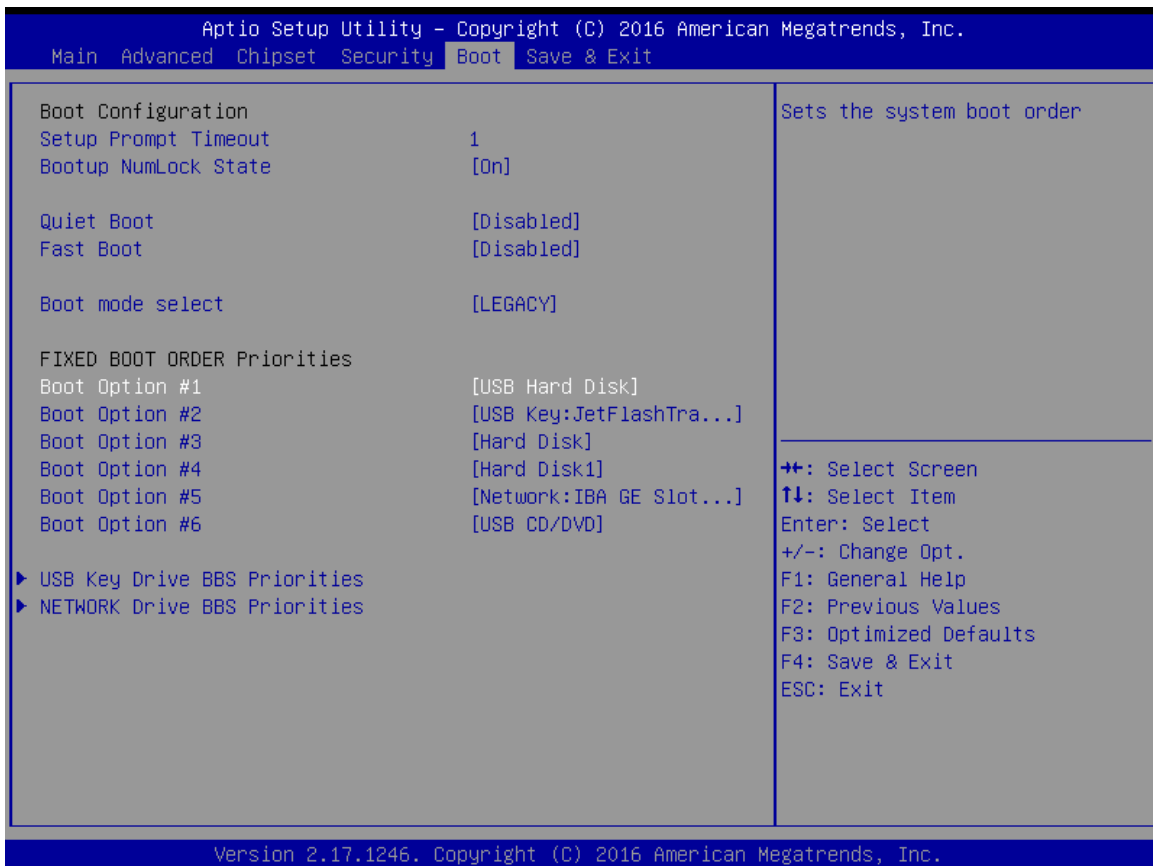 Aptio Setup Utility – Copyright (C) 2016 American Megatrends, Inc.
Main Advanced Chipset Security Boot Save & Exit
Boot Configuration
Setup Prompt Timeout 1
Bootup NumLock State [On]
Quiet Boot [Disabled]
Fast Boot [Disabled]
Boot mode select [LEGACY]
FIXED BOOT ORDER Priorities
Boot Option #1 [USB Hard Disk]
Boot Option #2 [USB Key:JetFlashTra...]
Boot Option #3 [Hard Disk]
Boot Option #4 [Hard Disk1]
Boot Option #5 [Network:IBA GE Slot...]
Boot Option #6 [USB CD/DVD]
▶ USB Key Drive BBS Priorities
▶ NETWORK Drive BBS Priorities
Sets the system boot order
→←: Select Screen
↑↓: Select Item
Enter: Select
+/-: Change Opt.
F1: General Help
F2: Previous Values
F3: Optimized Defaults
F4: Save & Exit
ESC: Exit
Version 2.17.1246. Copyright (C) 2016 American Megatrends, Inc.